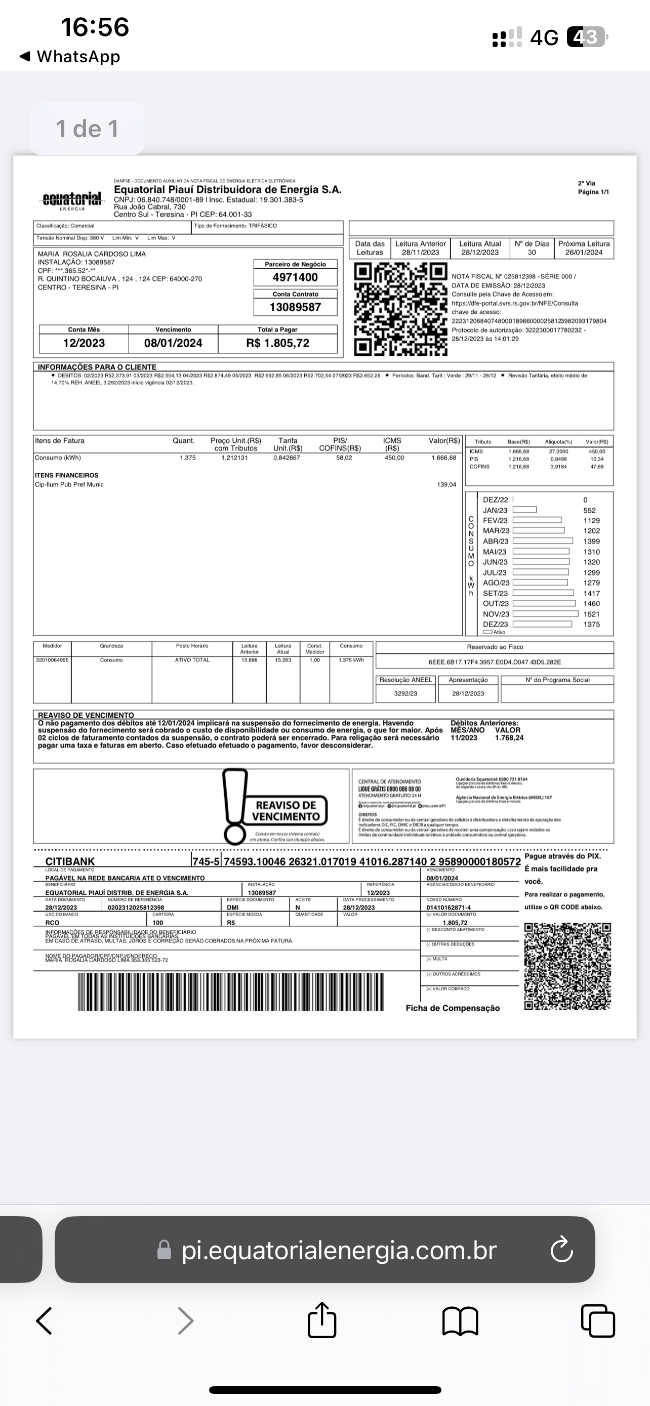 16:56
4G 43
WhatsApp
1 de 1
equatorial
ENERGIA
DANF3E - DOCUMENTO AUXILIAR DA NOTA FISCAL DE ENERGIA ELÉTRICA ELETRÔNICA
Equatorial Piauí Distribuidora de Energia S.A.
CNPJ: 06.840.748/0001-89 I Insc. Estadual: 19.301.383-5
Rua João Cabral, 730
Centro Sul - Teresina - PI CEP: 64.001-33
2ª Via
Página 1/1
Classificação: Comercial
Tipo de Fornecimento: TRIFÁSICO
Tensão Nominal Disp: 380 V Lim Min: V Lim Max: V
MARIA ROSALIA CARDOSO LIMA
INSTALAÇÃO: 13089587
CPF: ***.365.52*-**
R. QUINTINO BOCAIUVA , 124 , 124 CEP: 64000-270
CENTRO - TERESINA - PI
Parceiro de Negócio
4971400
Conta Contrato
13089587
Conta Mês Vencimento Total a Pagar
12/2023 08/01/2024 R$ 1.805,72
Data das Leituras
Leitura Anterior
28/11/2023
Leitura Atual
28/12/2023
Nº de Dias
30
Próxima Leitura
26/01/2024
NOTA FISCAL Nº 025812398 - SÉRIE 000 /
DATA DE EMISSÃO: 28/12/2023
Consulte pela Chave de Acesso em:
https://dfe-portal.svrs.rs.gov.br/NFE/Consulta
chave de acesso:
Protocolo de autorização: 3222300017780232 -
28/12/2023 às 14:01:29
INFORMAÇÕES PARA O CLIENTE
DEBITOS: 02/2023 R$2.373,91 03/2023 R$2.554,13 04/2023 R$2.874,49 05/2023 R$2.692,85 06/2023 R$2.702,54 07/2023 R$2.652,29 ● Períodos: Band. Tarif.: Verde : 29/11 - 28/12 ● Revisão Tarifária, efeito médio de
14,70% REH. ANEEL 3.292/2023 início vigência 02/12/2023.
Itens de Fatura Quant. Preço Unit.(R$) com Tributos Tarifa Unit.(R$) PIS/ COFINS(R$) ICMS (R$) Valor(R$)
Consumo (kWh) 1.375 1,212131 0,842667 58,02 450,00 1.666,68
ITENS FINANCEIROS
Cip-Ilum Pub Pref Munic 139,04
Tributo Base(R$) Alíquota(%) Valor(R$)
ICMS 1.666,68 27,0000 450,00
PIS 1.216,68 0,8498 10,34
COFINS 1.216,68 3,9184 47,68
CONSUMO kWh
DEZ/22 0
JAN/23 552
FEV/23 1129
MAR/23 1202
ABR/23 1399
MAI/23 1310
JUN/23 1320
JUL/23 1299
AGO/23 1279
SET/23 1417
OUT/23 1460
NOV/23 1521
DEZ/23 1375
Ativo
Medidor Grandeza Posto Horário Leitura Anterior Leitura Atual Const. Medidor Consumo
32010064995 Consumo ATIVO TOTAL 13.888 15.263 1,00 1.375 kWh
Reservado ao Fisco
6EEE.6B17.17F4.3957.E0D4.D047.43D5.282E
Resolução ANEEL Apresentação Nº do Programa Social
3292/23 28/12/2023
REAVISO DE VENCIMENTO
O não pagamento dos débitos até 12/01/2024 implicará na suspensão do fornecimento de energia. Havendo
suspensão do fornecimento será cobrado o custo de disponibilidade ou consumo de energia, o que for maior. Após
02 ciclos de faturamento contados da suspensão, o contrato poderá ser encerrado. Para religação será necessário
pagar uma taxa e faturas em aberto. Caso efetuado efetuado o pagamento, favor desconsiderar.
Débitos Anteriores:
MÊS/ANO VALOR
11/2023 1.768,24
REAVISO DE
VENCIMENTO
CENTRAL DE ATENDIMENTO
LIGUE GRÁTIS 0800 086 08 00
ATENDIMENTO GRATUITO 24 H
Ouvidoria Equatorial: 0800 721 8164
Agência Nacional de Energia Elétrica (ANEEL) 167
DIREITOS
CITIBANK 745-5 74593.10046 26321.017019 41016.287140 2 95890000180572
LOCAL DE PAGAMENTO
PAGÁVEL NA REDE BANCARIA ATE O VENCIMENTO
VENCIMENTO
08/01/2024
BENEFICIÁRIO
EQUATORIAL PIAUÍ DISTRIB. DE ENERGIA S.A.
INSTALAÇÃO
13089587
REFERÊNCIA
12/2023
AGÊNCIA/CÓDIGO BENEFICIÁRIO
DATA DOCUMENTO
28/12/2023
NÚMERO DE REFERÊNCIA
0202312025812398
ESPÉCIE DOCUMENTO
DMI
ACEITE
N
DATA PROCESSAMENTO
28/12/2023
NOSSO NÚMERO
0141016287​1-4
USO DO BANCO
RCO
CARTEIRA
100
ESPÉCIE MOEDA
R$
QUANTIDADE
VALOR
(=) VALOR DOCUMENTO
1.805,72
INFORMAÇÕES DE RESPONSABILIDADE DO BENEFICIÁRIO
PAGÁVEL EM TODAS AS INSTITUIÇÕES BANCÁRIAS.
EM CASO DE ATRASO, MULTAS, JUROS E CORREÇÃO SERÃO COBRADOS NA PRÓXIMA FATURA.
(-) DESCONTO ABATIMENTO
(-) OUTRAS DEDUÇÕES
(+) MULTA
(+) OUTROS ACRÉSCIMOS
(=) VALOR COBRADO
NOME DO PAGADOR/CPF/CNPJ/ENDEREÇO
MARIA ROSALIA CARDOSO LIMA
Ficha de Compensação
Pague através do PIX.
É mais facilidade pra
você.
Para realizar o pagamento,
utilize o QR CODE abaixo.
pi.equatorialenergia.com.br